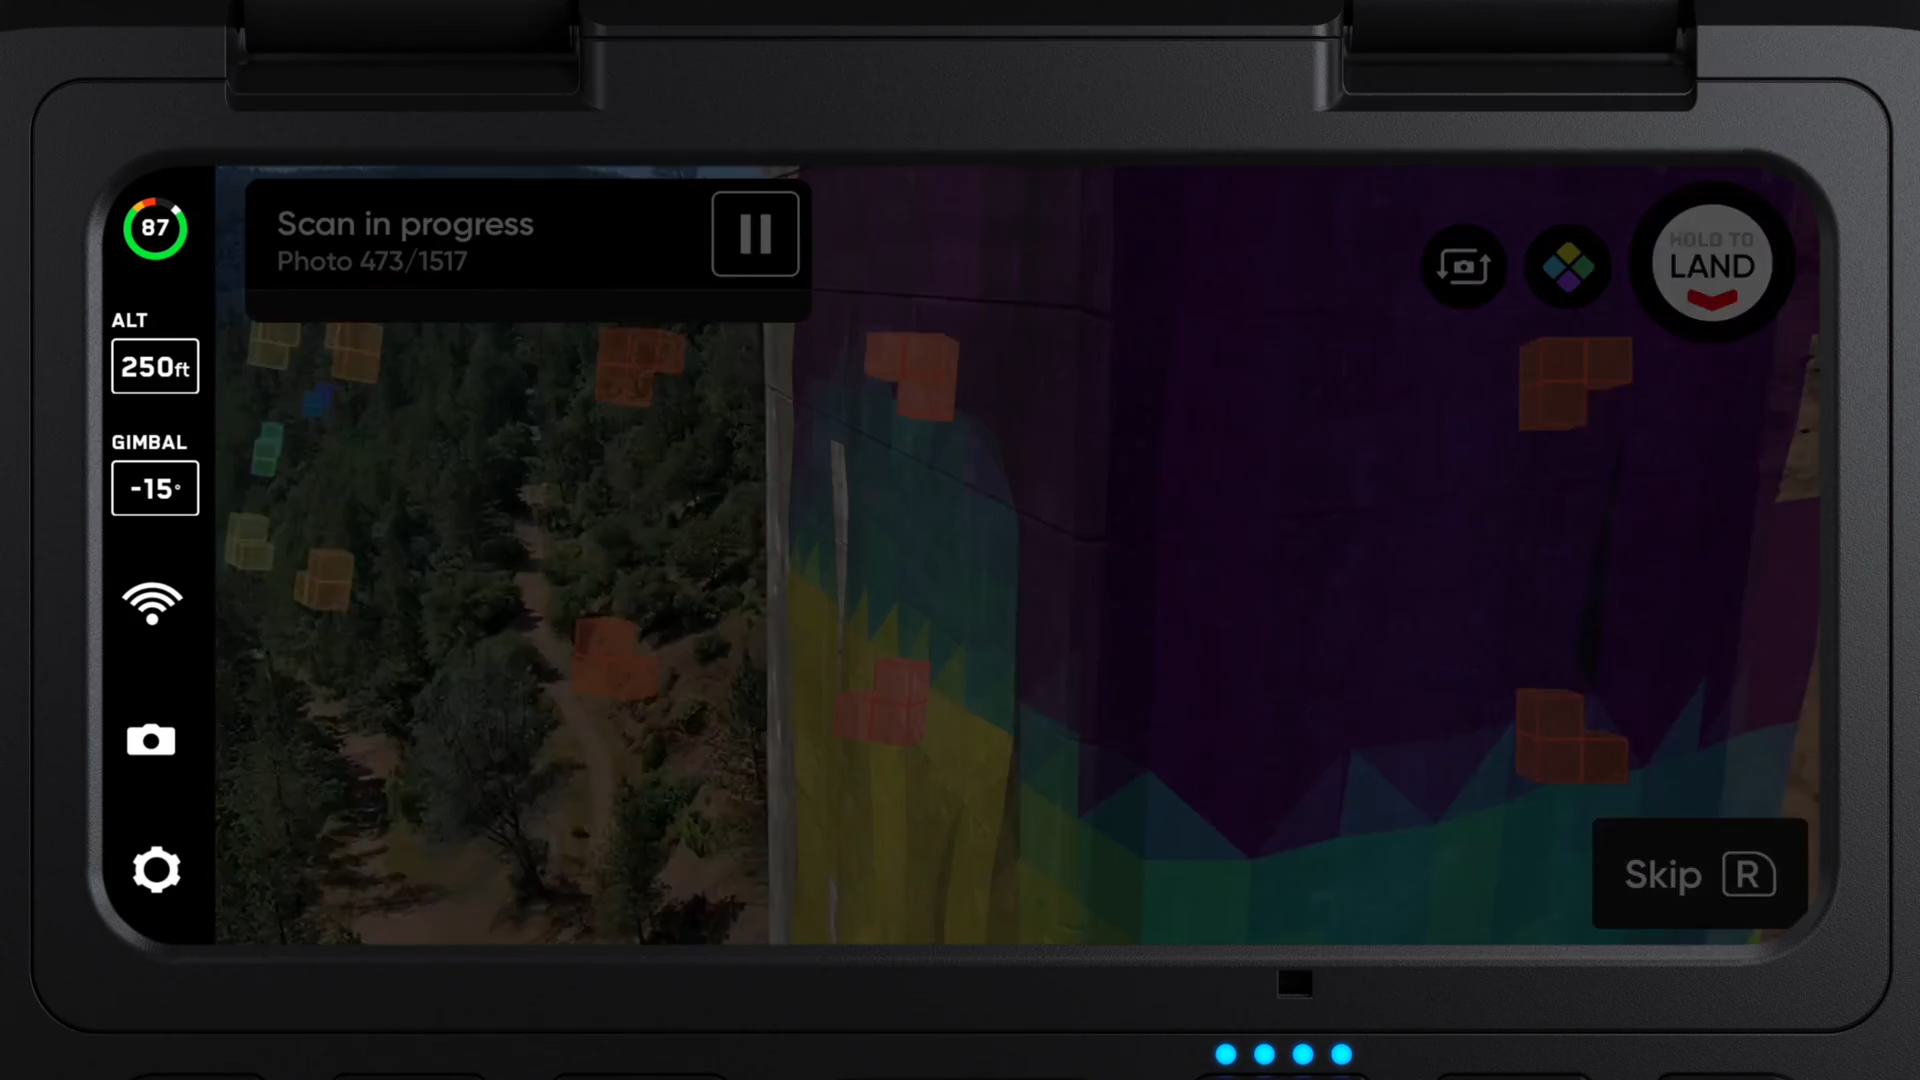 87
Scan in progress
Photo 473/1517
HOLD TO
LAND
ALT
250ft
GIMBAL
-15°
Skip R